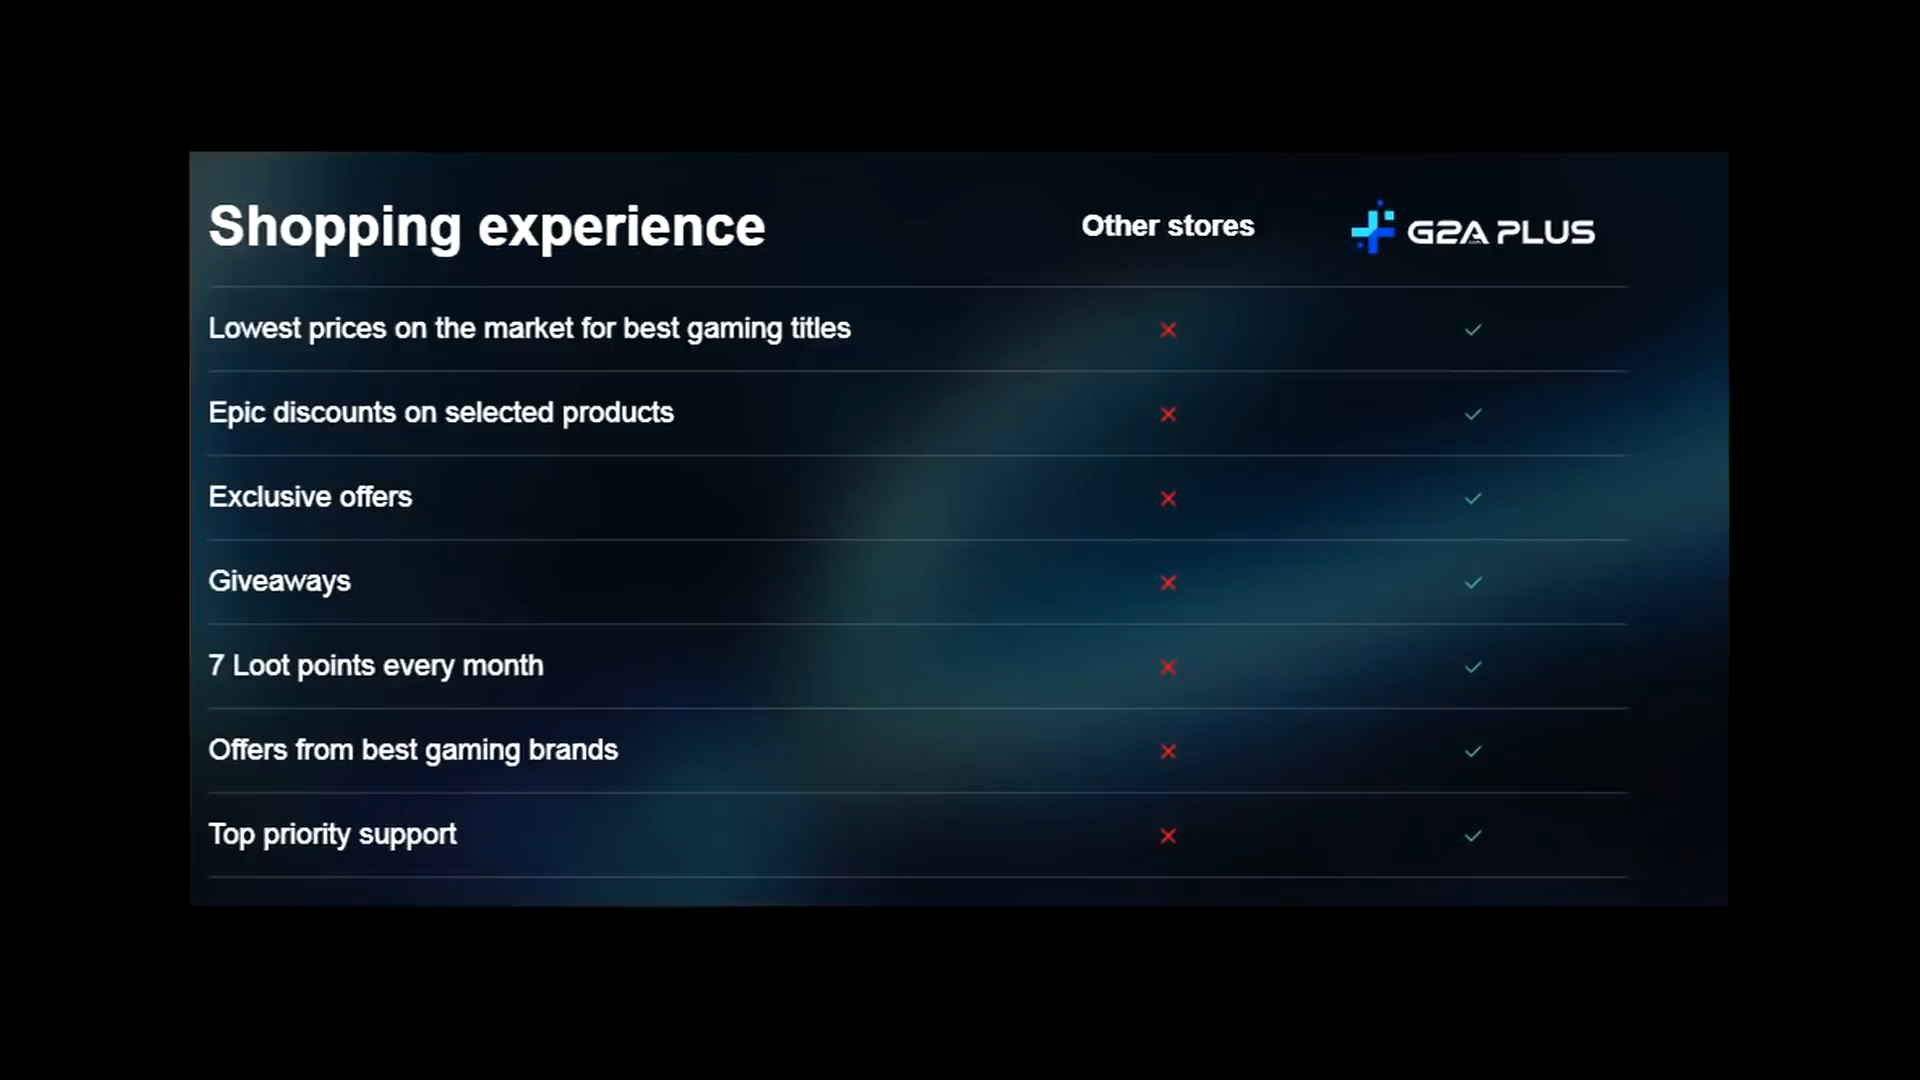 Shopping experience Other stores G2A PLUS
Lowest prices on the market for best gaming titles
Epic discounts on selected products
Exclusive offers
Giveaways
7 Loot points every month
Offers from best gaming brands
Top priority support